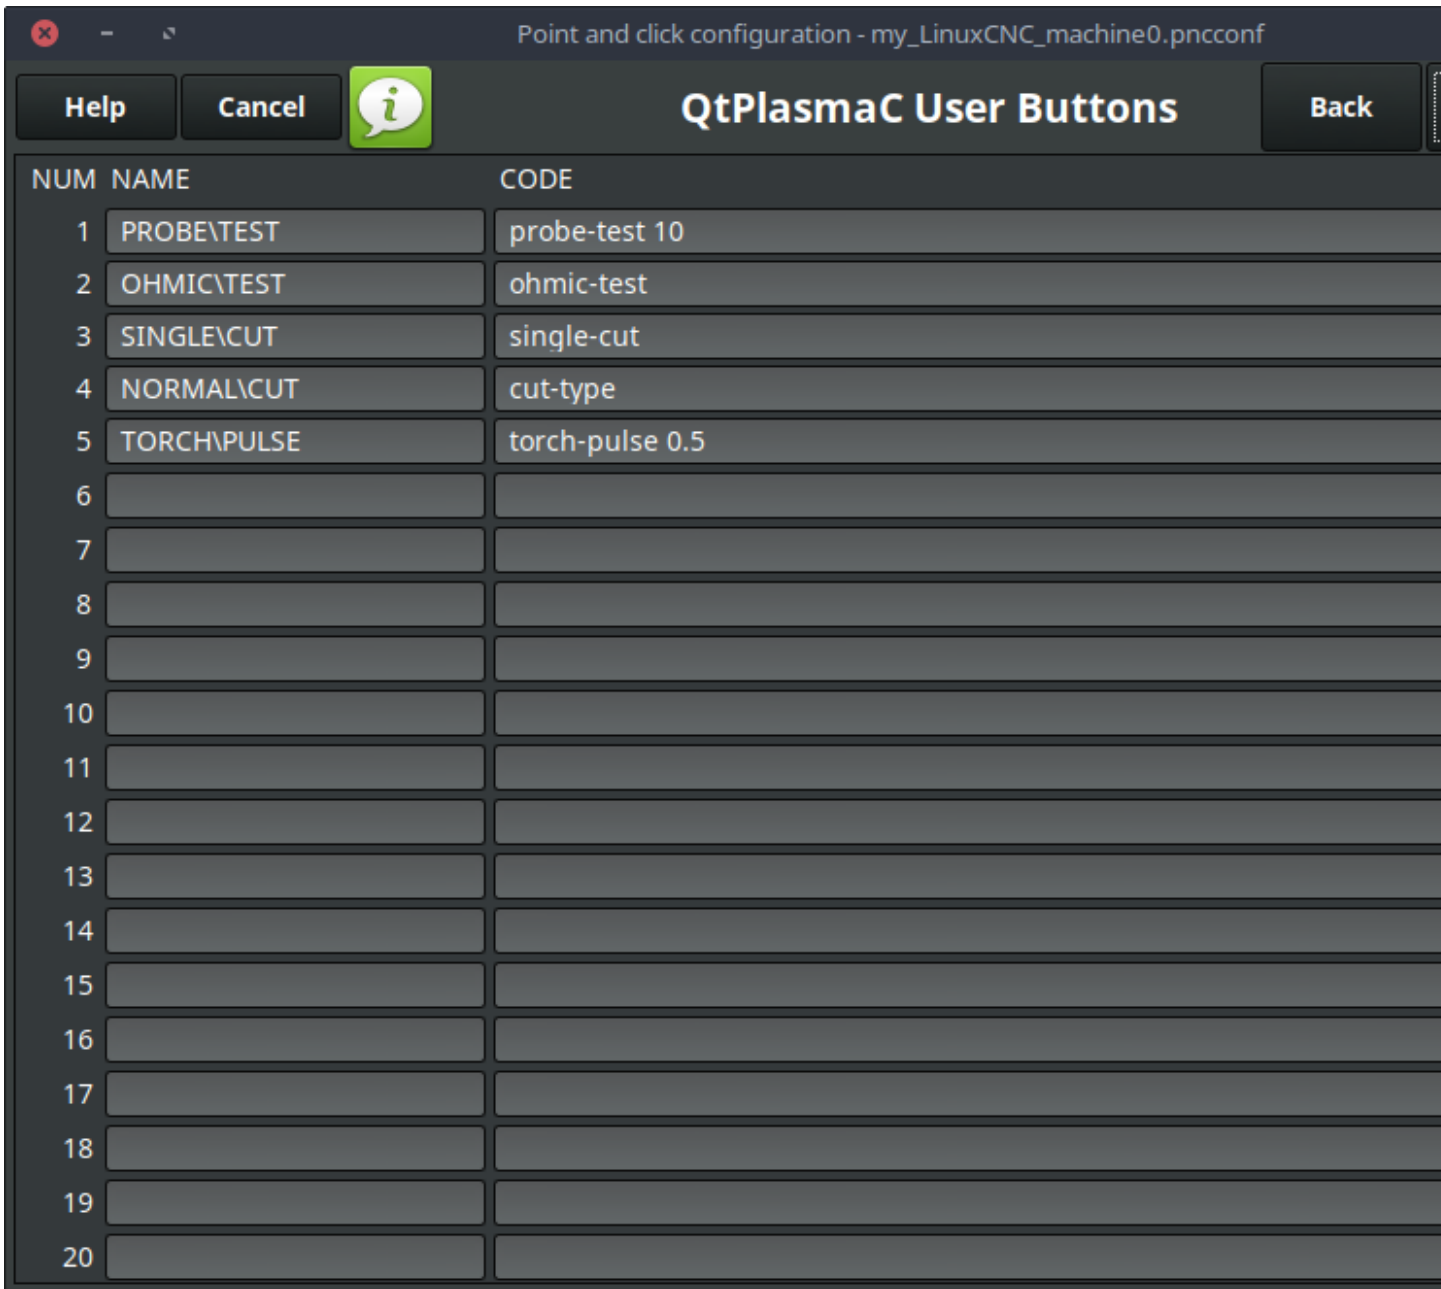 Point and click configuration - my_LinuxCNC_machine0.pncconf
Help Cancel QtPlasmaC User Buttons Back
NUM NAME CODE
1 PROBE\TEST probe-test 10
2 OHMIC\TEST ohmic-test
3 SINGLE\CUT single-cut
4 NORMAL\CUT cut-type
5 TORCH\PULSE torch-pulse 0.5
6
7
8
9
10
11
12
13
14
15
16
17
18
19
20